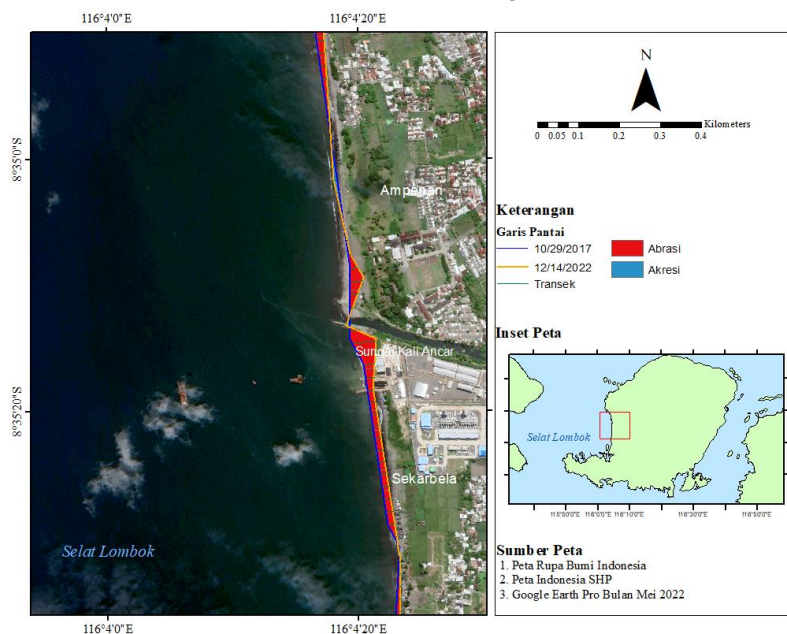 116°4'0"E
116°4'20"E
8°35'0"S
8°35'20"S
Ampenan
Sungai Kali Ancar
Sekarbela
Selat Lombok
116°4'0"E
116°4'20"E
N
Kilometers
0 0.05 0.1 0.2 0.3 0.4
Keterangan
Garis Pantai
10/29/2017
12/14/2022
Transek
Abrasi
Akresi
Inset Peta
Selat Lombok
115°50'0"E 116°0'0"E 116°10'0"E 116°30'0"E 116°50'0"E
Sumber Peta
1. Peta Rupa Bumi Indonesia
2. Peta Indonesia SHP
3. Google Earth Pro Bulan Mei 2022